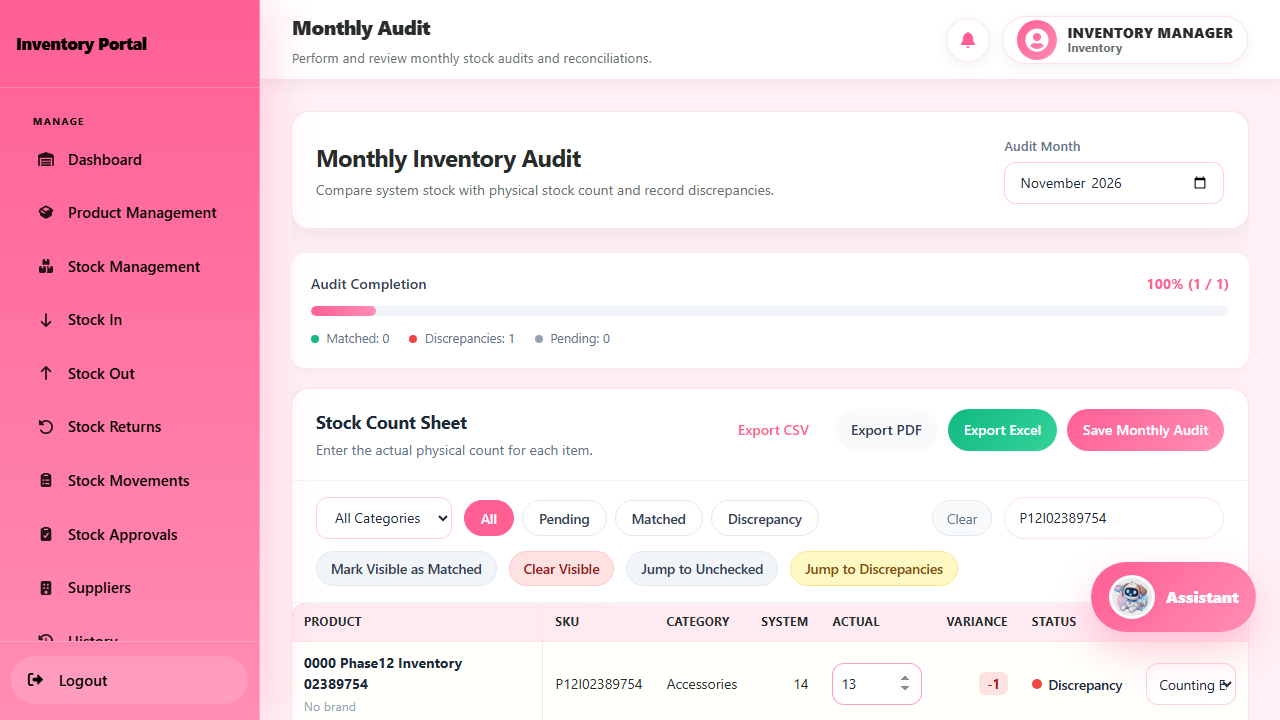 Inventory Portal
MANAGE
Dashboard
Product Management
Stock Management
Stock In
Stock Out
Stock Returns
Stock Movements
Stock Approvals
Suppliers
History
Logout
Monthly Audit
Perform and review monthly stock audits and reconciliations.
INVENTORY MANAGER
Inventory
Monthly Inventory Audit
Compare system stock with physical stock count and record discrepancies.
Audit Month
November 2026
Audit Completion
100% (1 / 1)
Matched: 0 Discrepancies: 1 Pending: 0
Stock Count Sheet
Enter the actual physical count for each item.
Export CSV Export PDF Export Excel Save Monthly Audit
All Categories All Pending Matched Discrepancy Clear P12I02389754
Mark Visible as Matched Clear Visible Jump to Unchecked Jump to Discrepancies
Assistant
PRODUCT SKU CATEGORY SYSTEM ACTUAL VARIANCE STATUS
0000 Phase12 Inventory
02389754
No brand
P12I02389754 Accessories 14 13 -1 Discrepancy Counting